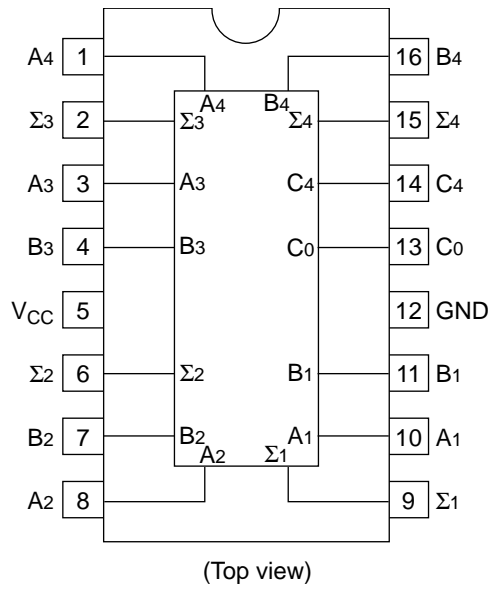 A4 1 16 B4
A4 B4
Σ3 2 Σ3 Σ4 15 Σ4
A3 3 A3 C4 14 C4
B3 4 B3 C0 13 C0
VCC 5 12 GND
Σ2 6 Σ2 B1 11 B1
B2 7 B2 A1 10 A1
A2 Σ1
A2 8 9 Σ1
(Top view)